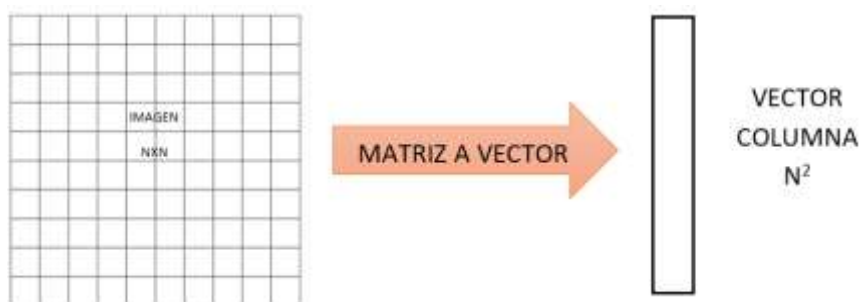 IMAGEN
NXN
MATRIZ A VECTOR
VECTOR
COLUMNA
N²